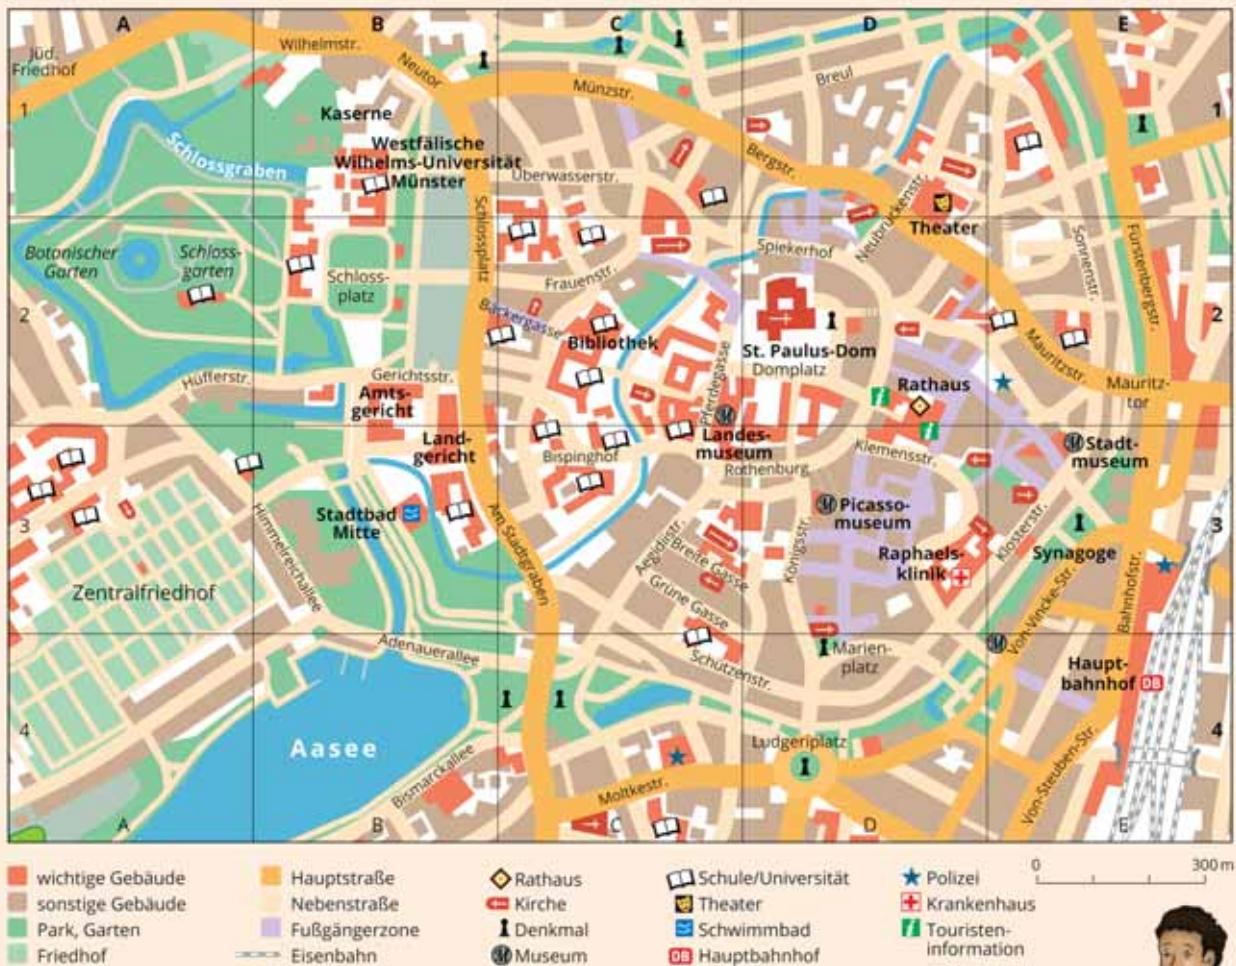 A
B
C
D
E
Jüd.
Friedhof
Wilhelmstr.
Neutor
Münzstr.
Breul
1
1
Kaserne
Westfälische
Wilhelms-Universität
Münster
Schlossgraben
Überwasserstr.
Bergstr.
Neubrückenstr.
Theater
Schlossplatz
Botanischer
Garten
Schloss-
garten
Schloss-
platz
Spiekerhof
Sonnenstr.
Fürstenbergstr.
Frauenstr.
Bäckergasse
2
2
Bibliothek
St. Paulus-Dom
Domplatz
Pferdegasse
Mauritzstr.
Mauritz-
tor
Rathaus
Hüfferstr.
Gerichtsstr.
Amts-
gericht
Land-
gericht
Landes-
museum
Bispinghof
Rothenburg
Klemensstr.
Stadt-
museum
3
3
Stadtbad
Mitte
Am Stadtgraben
Himmelreichallee
Picasso-
museum
Königsstr.
Aegidiistr.
Breite Gasse
Grüne Gasse
Raphaels-
klinik
Klosterstr.
Synagoge
Von-Vincke-Str.
Bahnhofstr.
Zentralfriedhof
Adenauerallee
Schützenstr.
Marien-
platz
Haupt-
bahnhof DB
4
4
Aasee
Bismarckallee
Moltkestr.
Ludgeriplatz
Von-Steuben-Str.
A
B
C
D
E
wichtige Gebäude
sonstige Gebäude
Park, Garten
Friedhof
Hauptstraße
Nebenstraße
Fußgängerzone
Eisenbahn
Rathaus
Kirche
Denkmal
M Museum
Schule/Universität
Theater
Schwimmbad
DB Hauptbahnhof
Polizei
Krankenhaus
i Touristen-
information
0 300 m